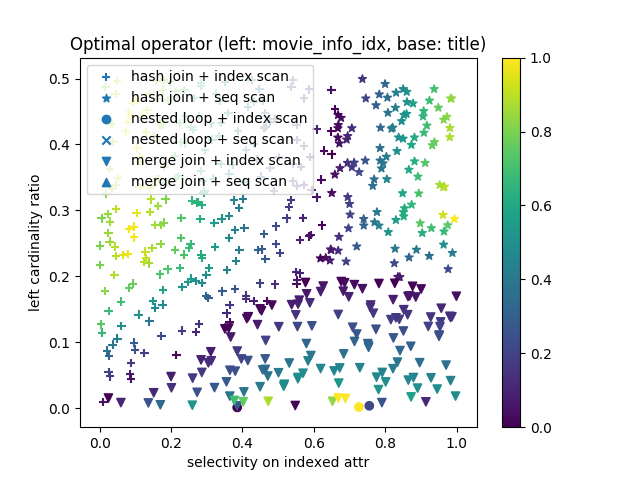 Optimal operator (left: movie_info_idx, base: title)
hash join + index scan
hash join + seq scan
nested loop + index scan
nested loop + seq scan
merge join + index scan
merge join + seq scan
left cardinality ratio
0.5
0.4
0.3
0.2
0.1
0.0
0.0 0.2 0.4 0.6 0.8 1.0
selectivity on indexed attr
1.0
0.8
0.6
0.4
0.2
0.0